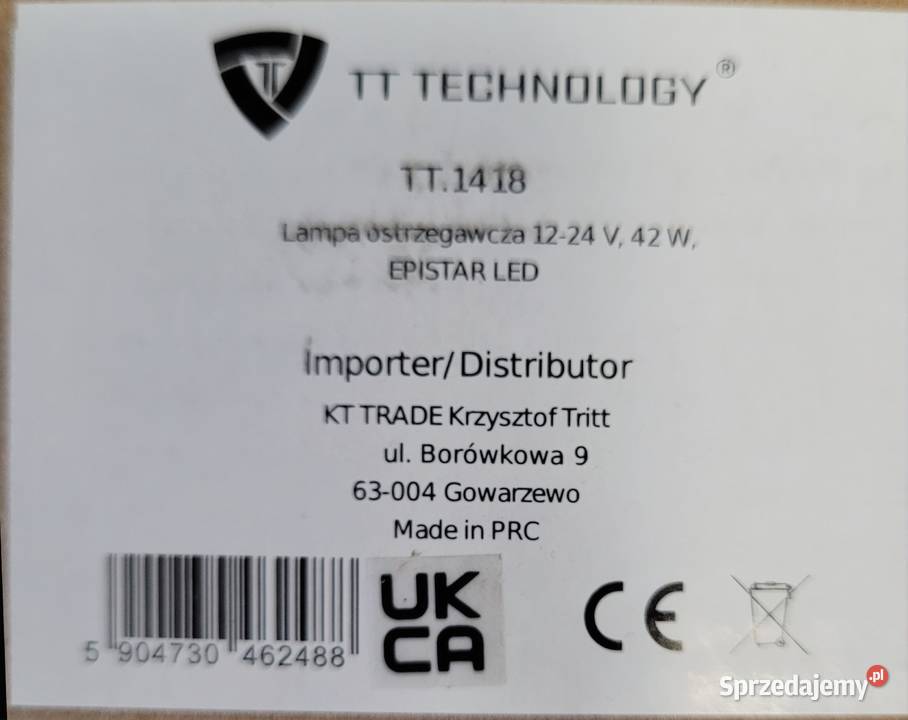 TT TECHNOLOGY®
TT.1418
Lampa ostrzegawcza 12-24 V, 42 W,
EPISTAR LED
Importer/Distributor
KT TRADE Krzysztof Tritt
ul. Borówkowa 9
63-004 Gowarzewo
Made in PRC
UK
CA
CE
5 904730 462488
Sprzedajemy.pl